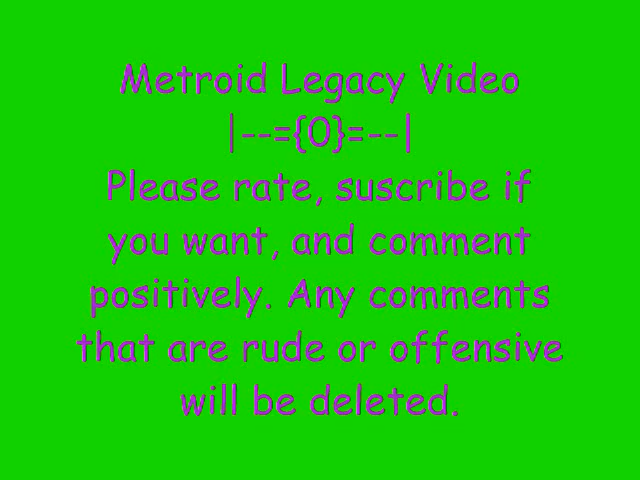 Metroid Legacy Video
|--={0}=--|
Please rate, suscribe if
you want, and comment
positively. Any comments
that are rude or offensive
will be deleted.